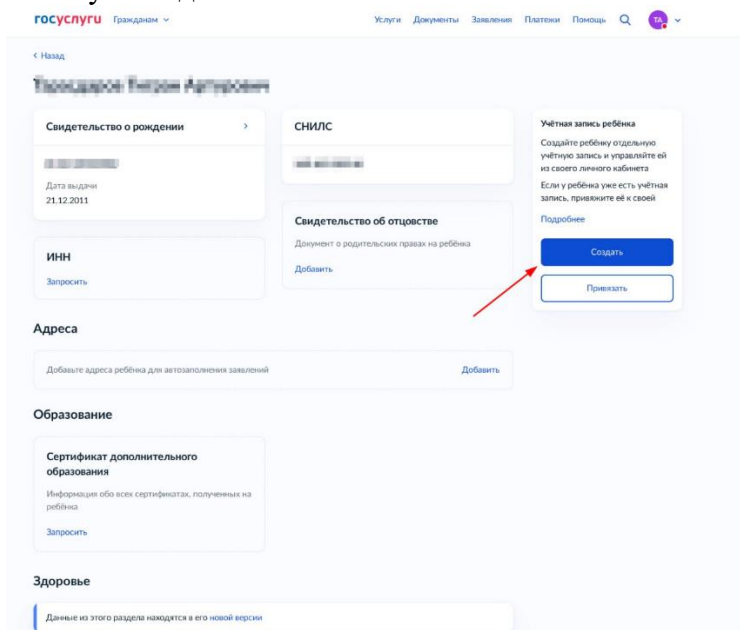 госуслуги Гражданам Услуги Документы Заявления Платежи Помощь ТА
Назад
Свидетельство о рождении
Дата выдачи
21.12.2011
ИНН
Запросить
СНИЛС
Свидетельство об отцовстве
Документ о родительских правах на ребёнка
Добавить
Учётная запись ребёнка
Создайте ребёнку отдельную
учётную запись и управляйте ей
из своего личного кабинета
Если у ребёнка уже есть учётная
запись, привяжите её к своей
Подробнее
Создать
Привязать
Адреса
Добавьте адреса ребёнка для автозаполнения заявлений Добавить
Образование
Сертификат дополнительного
образования
Информация обо всех сертификатах, полученных на
ребёнка
Запросить
Здоровье
Данные из этого раздела находятся в его новой версии